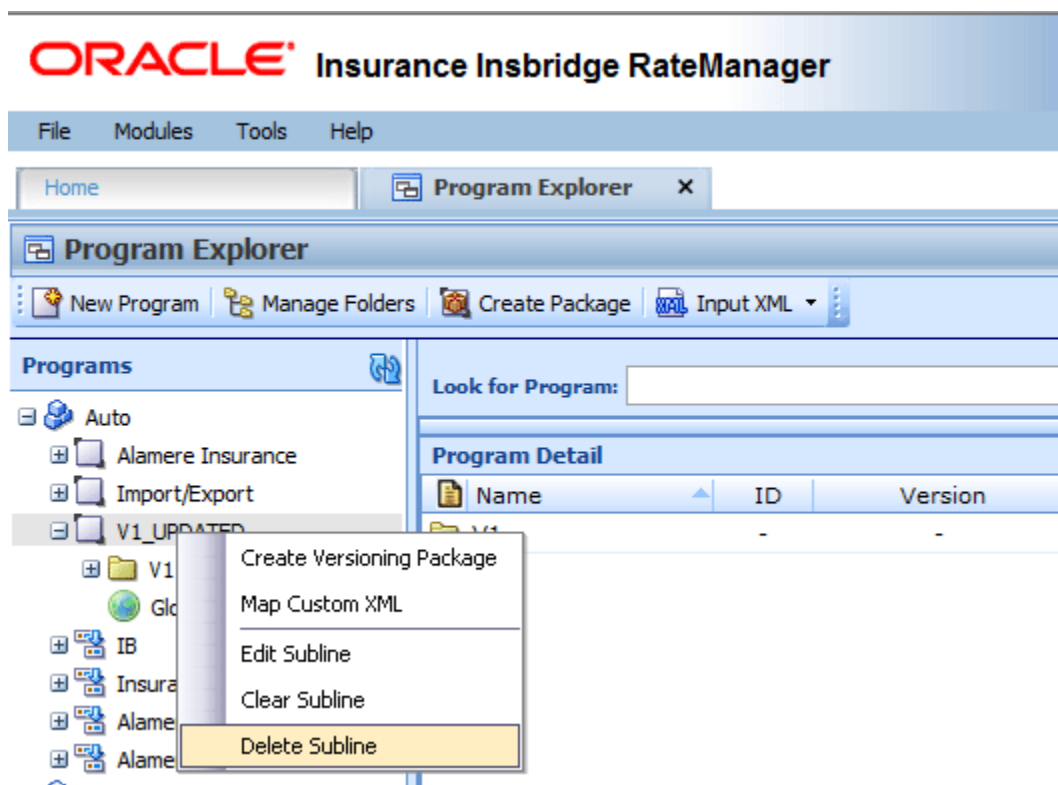 ORACLE Insurance Insbridge RateManager
File Modules Tools Help
Home Program Explorer
Program Explorer
New Program Manage Folders Create Package XML Input XML
Programs
Look for Program:
Auto
Alamere Insurance
Import/Export
V1_UPDATED
V1
IB
Program Detail
Name ID Version
V1 - -
Create Versioning Package
Map Custom XML
Edit Subline
Clear Subline
Delete Subline